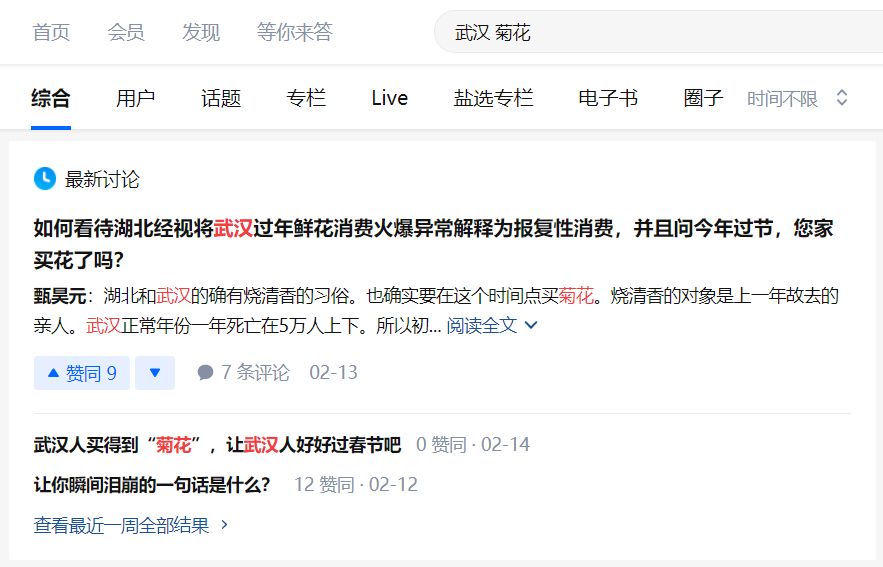 首页 会员 发现 等你来答 武汉 菊花
综合 用户 话题 专栏 Live 盐选专栏 电子书 圈子 时间不限
最新讨论
如何看待湖北经视将武汉过年鲜花消费火爆异常解释为报复性消费，并且问今年过节，您家
买花了吗？
甄昊元：湖北和武汉的确有烧清香的习俗。也确实要在这个时间点买菊花。烧清香的对象是上一年故去的
亲人。武汉正常年份一年死亡在5万人上下。所以初... 阅读全文
赞同 9 7 条评论 02-13
武汉人买得到“菊花”，让武汉人好好过春节吧 0 赞同 · 02-14
让你瞬间泪崩的一句话是什么？ 12 赞同 · 02-12
查看最近一周全部结果